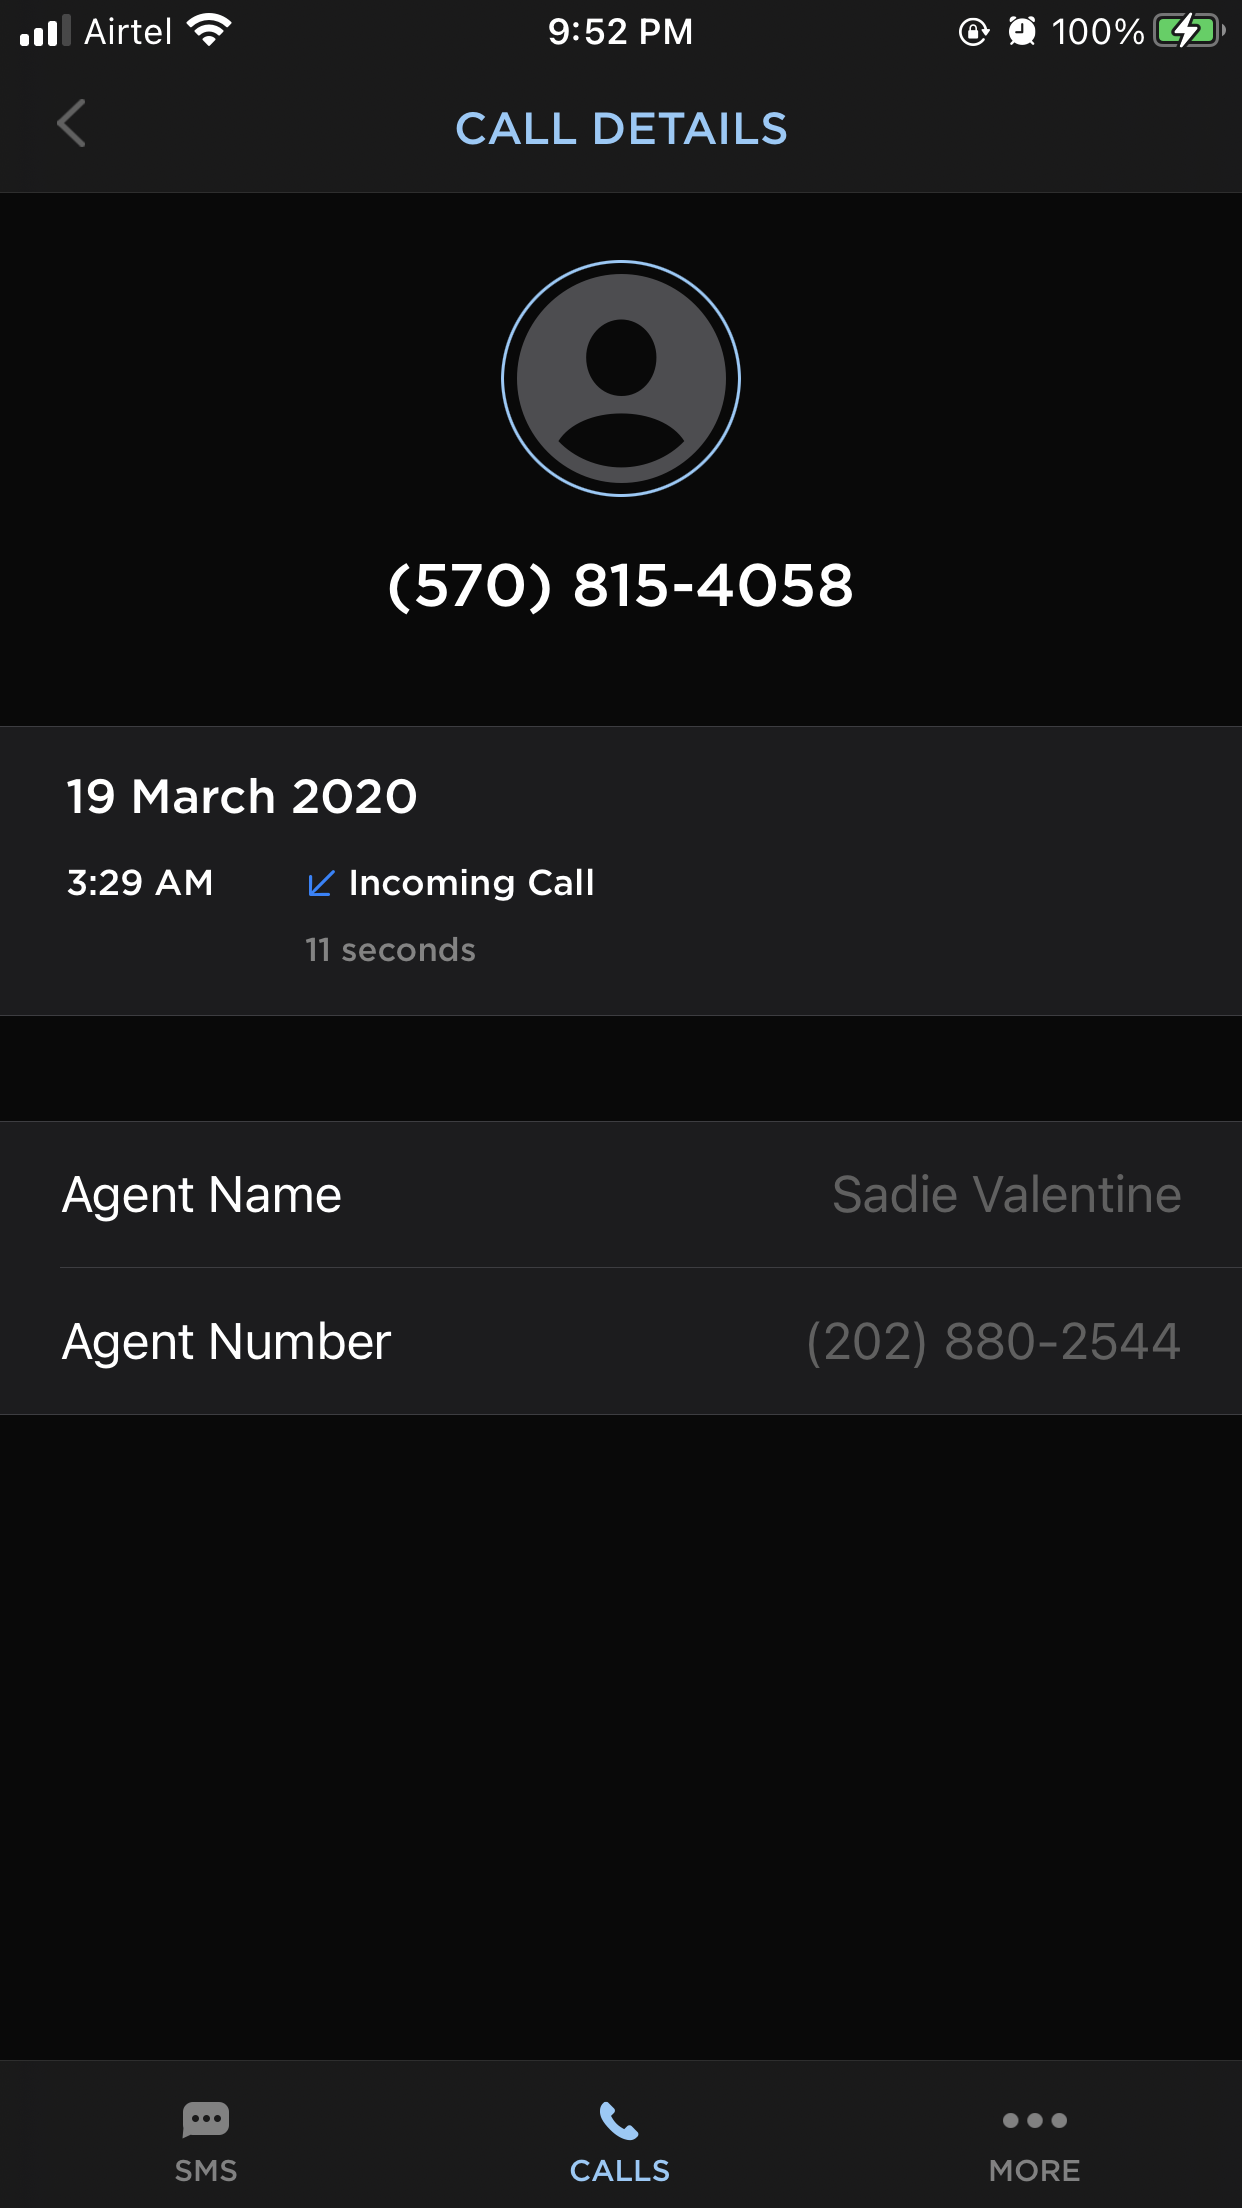 Airtel 9:52 PM 100%
CALL DETAILS
(570) 815-4058
19 March 2020
3:29 AM Incoming Call
11 seconds
Agent Name Sadie Valentine
Agent Number (202) 880-2544
SMS CALLS MORE